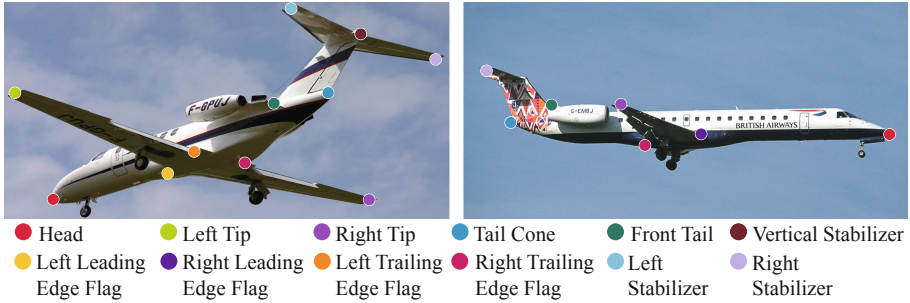 F-GPUJ
G-EMBJ
BRITISH AIRWAYS
Head
Left Tip
Right Tip
Tail Cone
Front Tail
Vertical Stabilizer
Left Leading
Edge Flag
Right Leading
Edge Flag
Left Trailing
Edge Flag
Right Trailing
Edge Flag
Left
Stabilizer
Right
Stabilizer